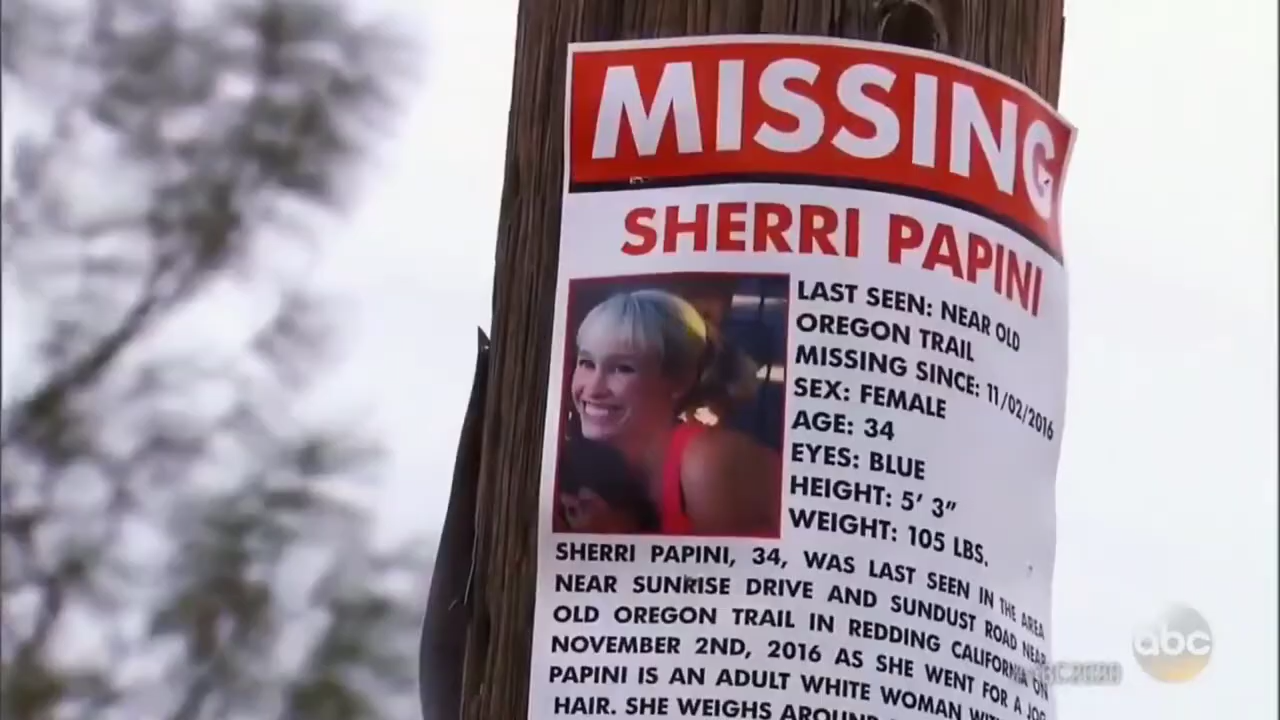 MISSING
SHERRI PAPINI
LAST SEEN: NEAR OLD
OREGON TRAIL
MISSING SINCE: 11/02/2016
SEX: FEMALE
AGE: 34
EYES: BLUE
HEIGHT: 5' 3"
WEIGHT: 105 LBS.
SHERRI PAPINI, 34, WAS LAST SEEN IN THE AREA
NEAR SUNRISE DRIVE AND SUNDUST ROAD NEAR
OLD OREGON TRAIL IN REDDING CALIFORNIA ON
NOVEMBER 2ND, 2016 AS SHE WENT FOR A JOG
PAPINI IS AN ADULT WHITE WOMAN
HAIR. SHE WEIGHS AROUND
abc